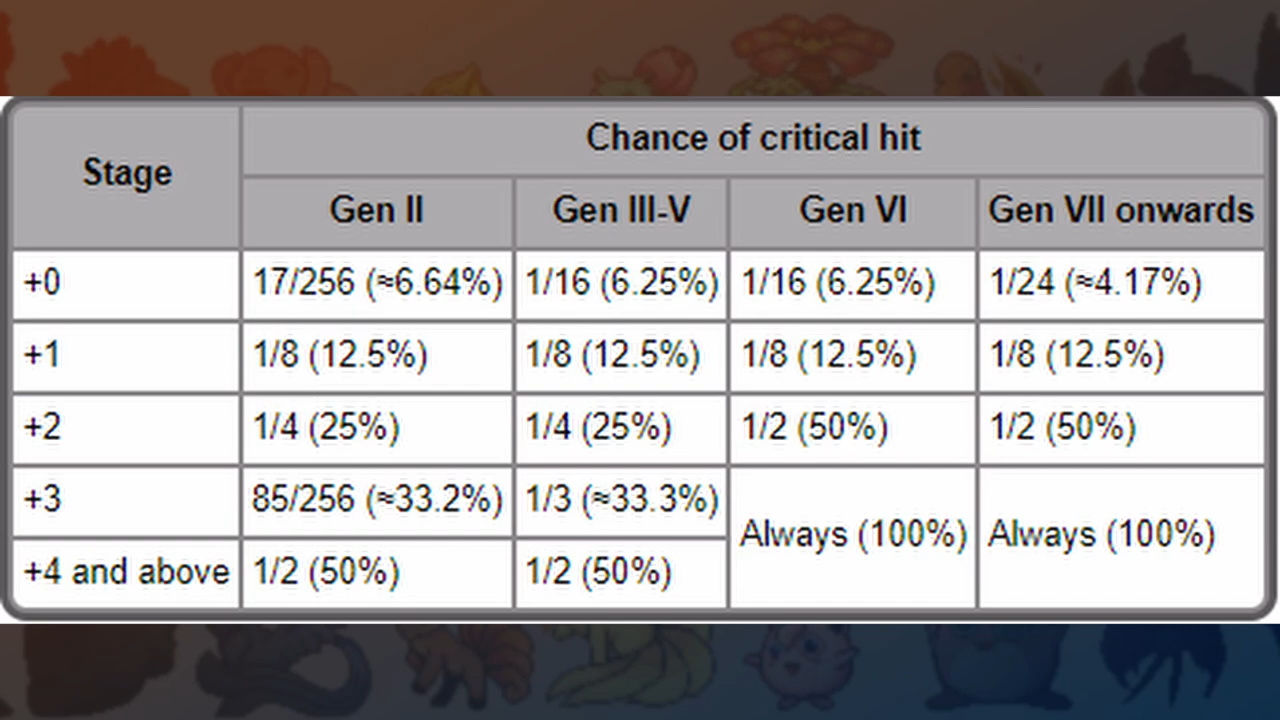 Stage
Chance of critical hit
Gen II
Gen III-V
Gen VI
Gen VII onwards
+0
17/256 (≈6.64%)
1/16 (6.25%)
1/16 (6.25%)
1/24 (≈4.17%)
+1
1/8 (12.5%)
1/8 (12.5%)
1/8 (12.5%)
1/8 (12.5%)
+2
1/4 (25%)
1/4 (25%)
1/2 (50%)
1/2 (50%)
+3
85/256 (≈33.2%)
1/3 (≈33.3%)
Always (100%)
Always (100%)
+4 and above
1/2 (50%)
1/2 (50%)